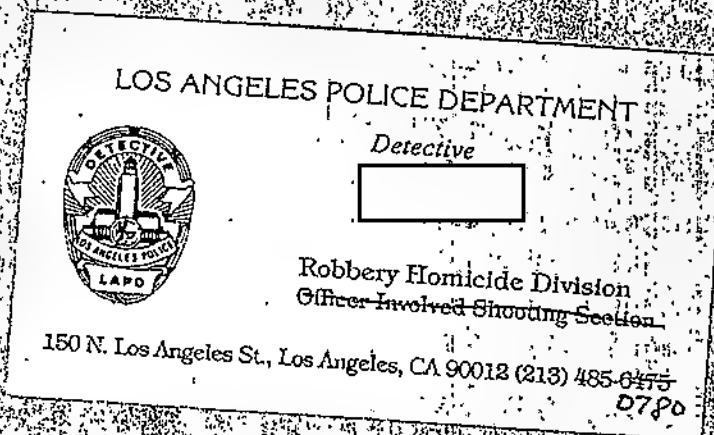 LOS ANGELES POLICE DEPARTMENT
Detective
DETECTIVE
LOS ANGELES POLICE
LAPD
Robbery Homicide Division
Officer Involved Shooting Section
150 N. Los Angeles St., Los Angeles, CA 90012 (213) 485-6475
0780